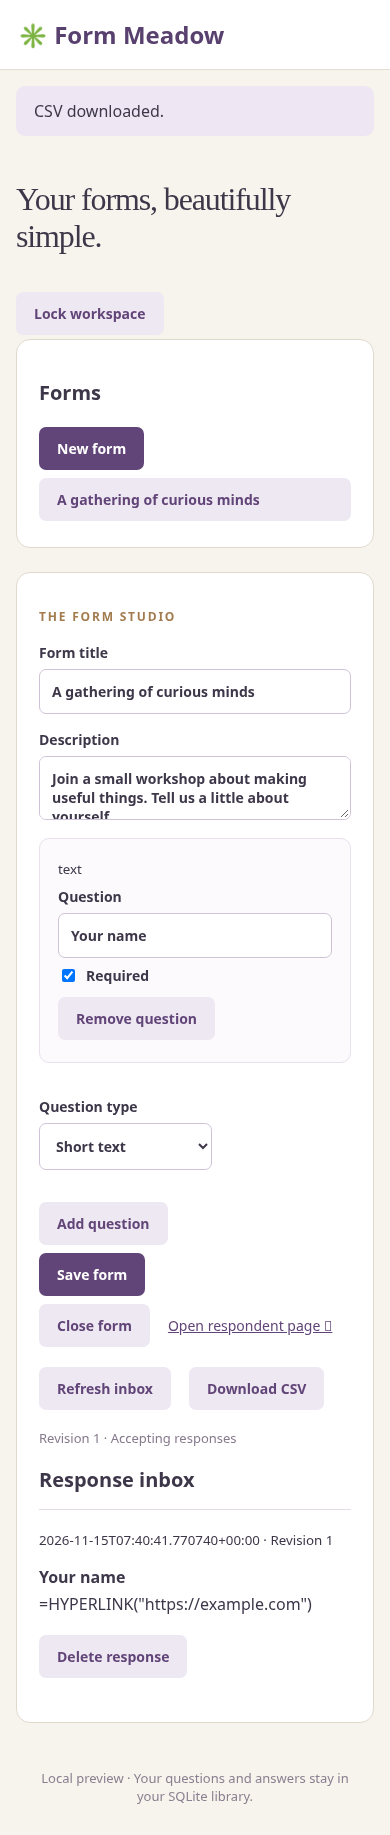 ✳️ Form Meadow
CSV downloaded.
Your forms, beautifully
simple.
Lock workspace
Forms
New form
A gathering of curious minds
THE FORM STUDIO
Form title
A gathering of curious minds
Description
Join a small workshop about making
useful things. Tell us a little about
yourself
text
Question
Your name
Required
Remove question
Question type
Short text
Add question
Save form
Close form
Open respondent page
Refresh inbox
Download CSV
Revision 1 · Accepting responses
Response inbox
2026-11-15T07:40:41.770740+00:00 · Revision 1
Your name
=HYPERLINK("https://example.com")
Delete response
Local preview · Your questions and answers stay in
your SQLite library.